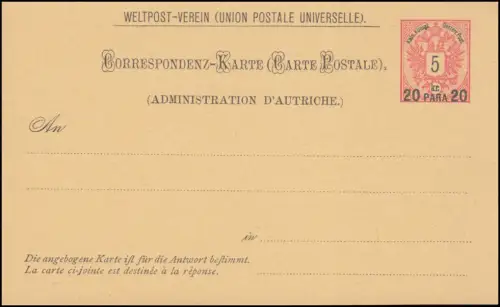 WELTPOST-VEREIN (UNION POSTALE UNIVERSELLE).
CORRESPONDENZ-KARTE (CARTE POSTALE).
(ADMINISTRATION D'AUTRICHE.)
5
KR.
20 PARA 20
An
in
Die angebogene Karte ist für die Antwort bestimmt.
La carte ci-jointe est destinée à la réponse.